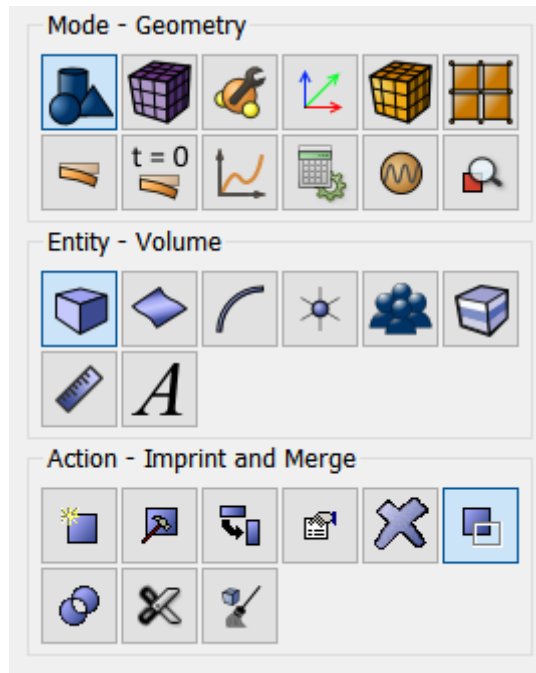 Mode - Geometry
t = 0
Entity - Volume
A
Action - Imprint and Merge